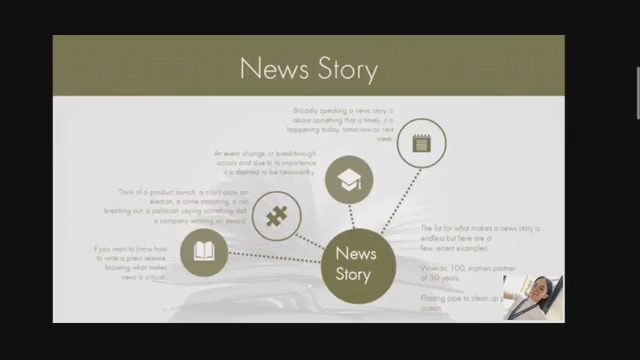 News Story
Broadly speaking a news story is
about something that is timely, it is
happening today, tomorrow or next
week.
An event change or breakthrough
occurs and due to its importance
it is deemed to be newsworthy.
Think of a product launch, a court case, an
election, a crime occurring, a riot
breaking out, a politician saying something daft,
a company winning an award.
If you want to know how
to write a press release
knowing what makes
news is critical.
News
Story
The list for what makes a news story is
endless but here are a
few recent examples.
Woman, 100, marries partner
of 30 years
Floating pipe to clean up
ocean